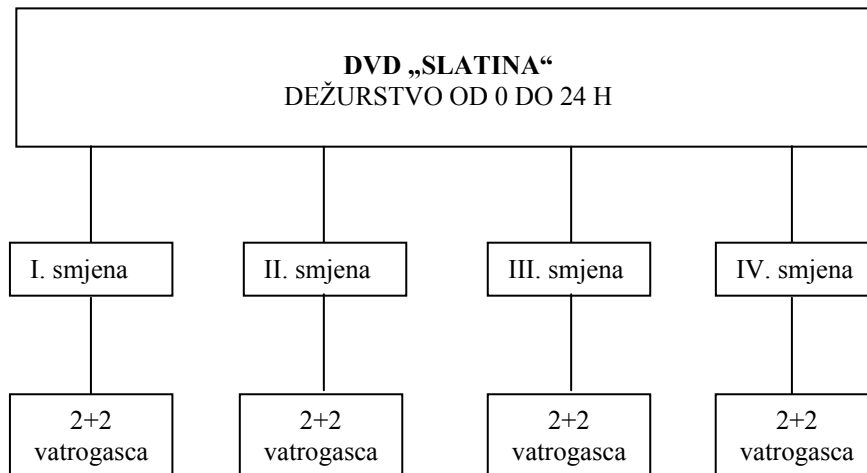 DVD „SLATINA“
DEŽURSTVO OD 0 DO 24 H
I. smjena
II. smjena
III. smjena
IV. smjena
2+2
vatrogasca
2+2
vatrogasca
2+2
vatrogasca
2+2
vatrogasca